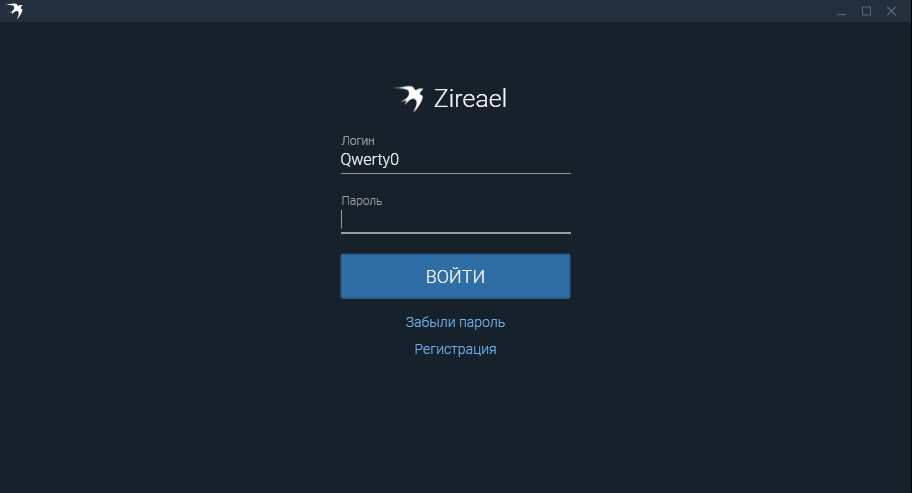 Zireael
Логин
Qwerty0
Пароль
ВОЙТИ
Забыли пароль
Регистрация